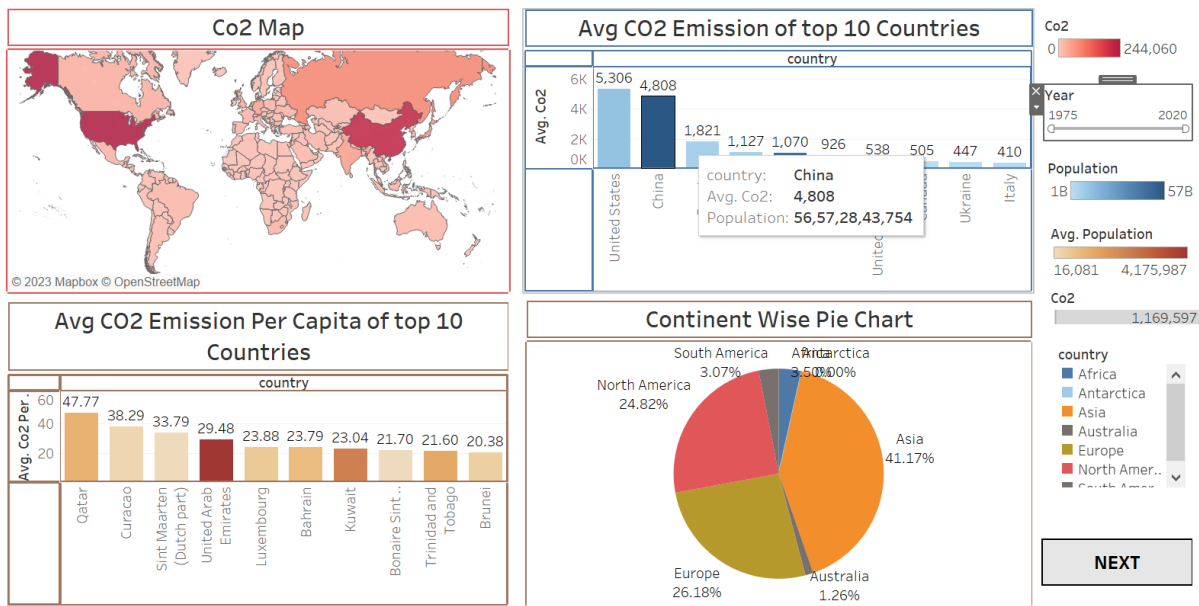 Co2 Map
© 2023 Mapbox © OpenStreetMap
Avg CO2 Emission of top 10 Countries
country
Avg. Co2
6K
4K
2K
0K
5,306
4,808
1,821
1,127
1,070
926
538
505
447
410
United States
China
Ukraine
Italy
country: China
Avg. Co2: 4,808
Population: 56,57,28,43,754
Co2
0
244,060
Year
1975
2020
Population
1B
57B
Avg. Population
16,081
4,175,987
Co2
1,169,597
country
Africa
Antarctica
Asia
Australia
Europe
North Amer..
South Amer..
NEXT
Avg CO2 Emission Per Capita of top 10
Countries
country
Avg. Co2 Per.
60
40
20
47.77
38.29
33.79
29.48
23.88
23.79
23.04
21.70
21.60
20.38
Qatar
Curacao
Sint Maarten
(Dutch part)
United Arab
Emirates
Luxembourg
Bahrain
Kuwait
Bonaire Sint ..
Trinidad and
Tobago
Brunei
Continent Wise Pie Chart
South America
3.07%
Africa
3.50%
Antarctica
0.00%
North America
24.82%
Asia
41.17%
Europe
26.18%
Australia
1.26%